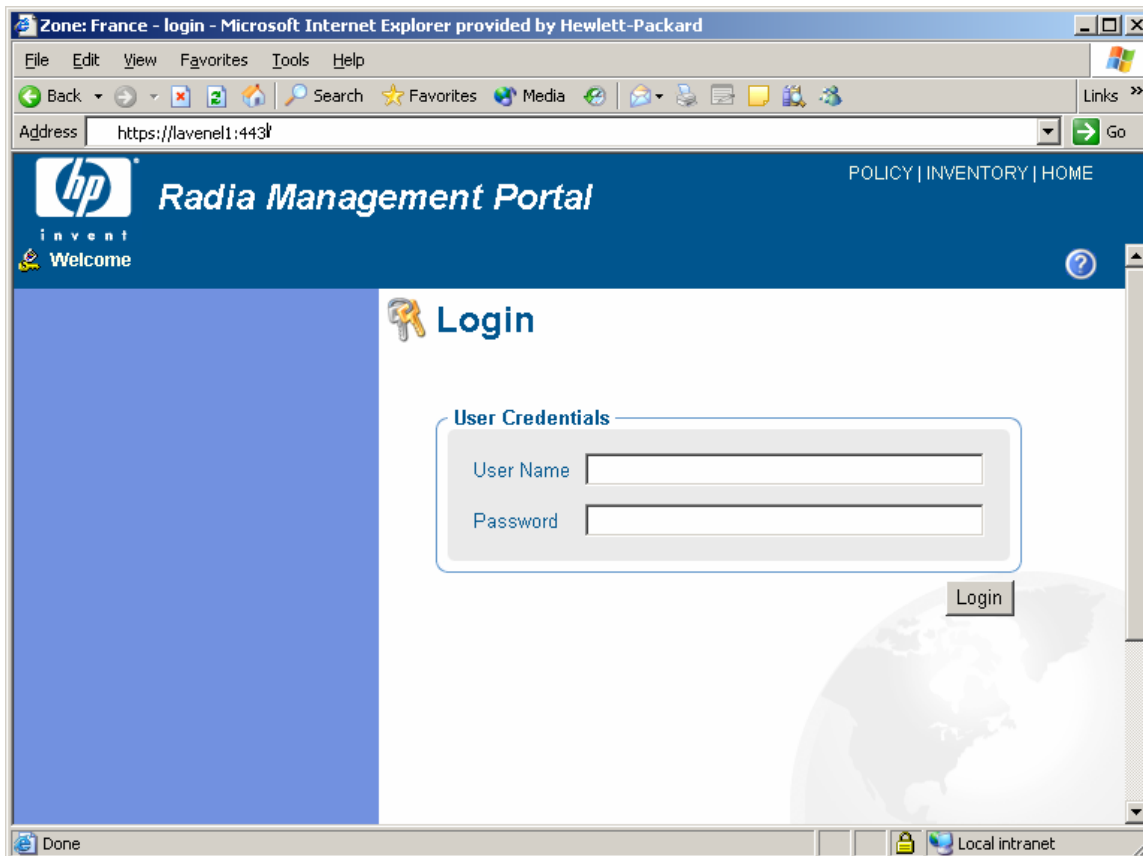 Zone: France - login - Microsoft Internet Explorer provided by Hewlett-Packard
File Edit View Favorites Tools Help
Back Search Favorites Media Links »
Address https://lavenel1:443/ Go
hp
invent
Radia Management Portal
POLICY | INVENTORY | HOME
Welcome
?
Login
User Credentials
User Name
Password
Login
Done Local intranet